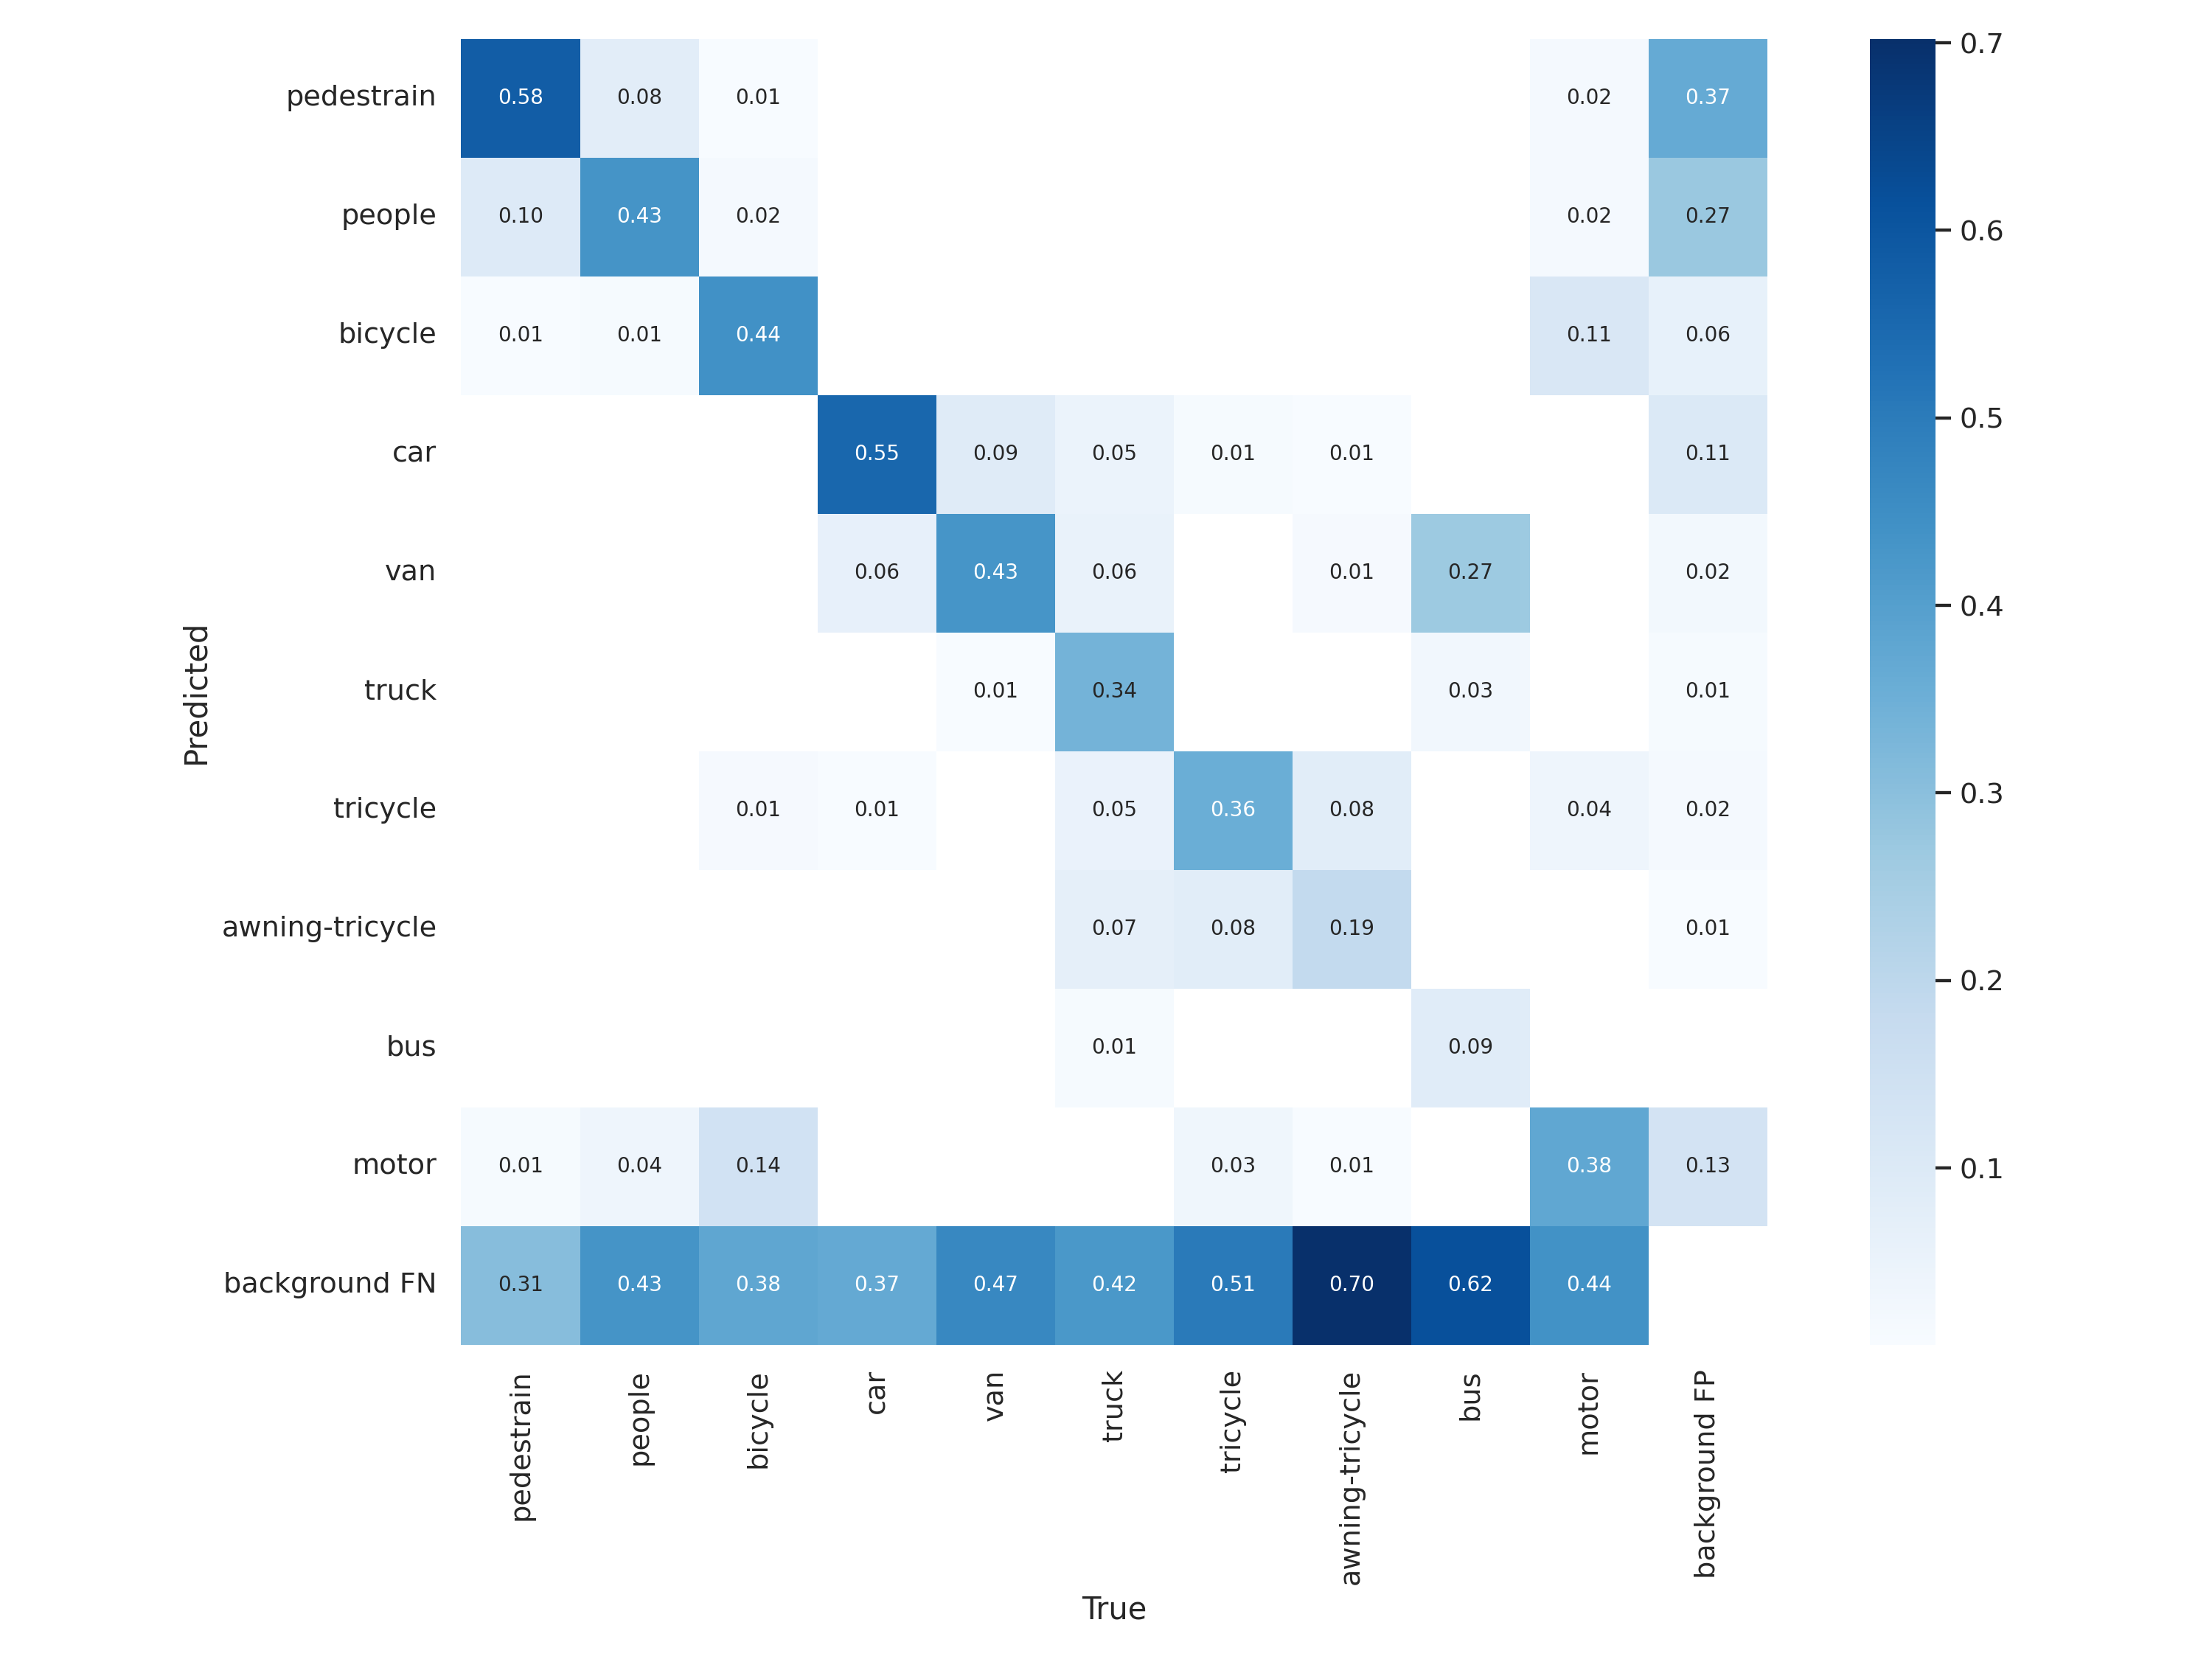 pedestrain 0.58 0.08 0.01 0.02 0.37
people 0.10 0.43 0.02 0.02 0.27
bicycle 0.01 0.01 0.44 0.11 0.06
car 0.55 0.09 0.05 0.01 0.01 0.11
van 0.06 0.43 0.06 0.01 0.27 0.02
truck 0.01 0.34 0.03 0.01
tricycle 0.01 0.01 0.05 0.36 0.08 0.04 0.02
awning-tricycle 0.07 0.08 0.19 0.01
bus 0.01 0.09
motor 0.01 0.04 0.14 0.03 0.01 0.38 0.13
background FN 0.31 0.43 0.38 0.37 0.47 0.42 0.51 0.70 0.62 0.44
Predicted
pedestrain
people
bicycle
car
van
truck
tricycle
awning-tricycle
bus
motor
background FP
True
0.7
0.6
0.5
0.4
0.3
0.2
0.1